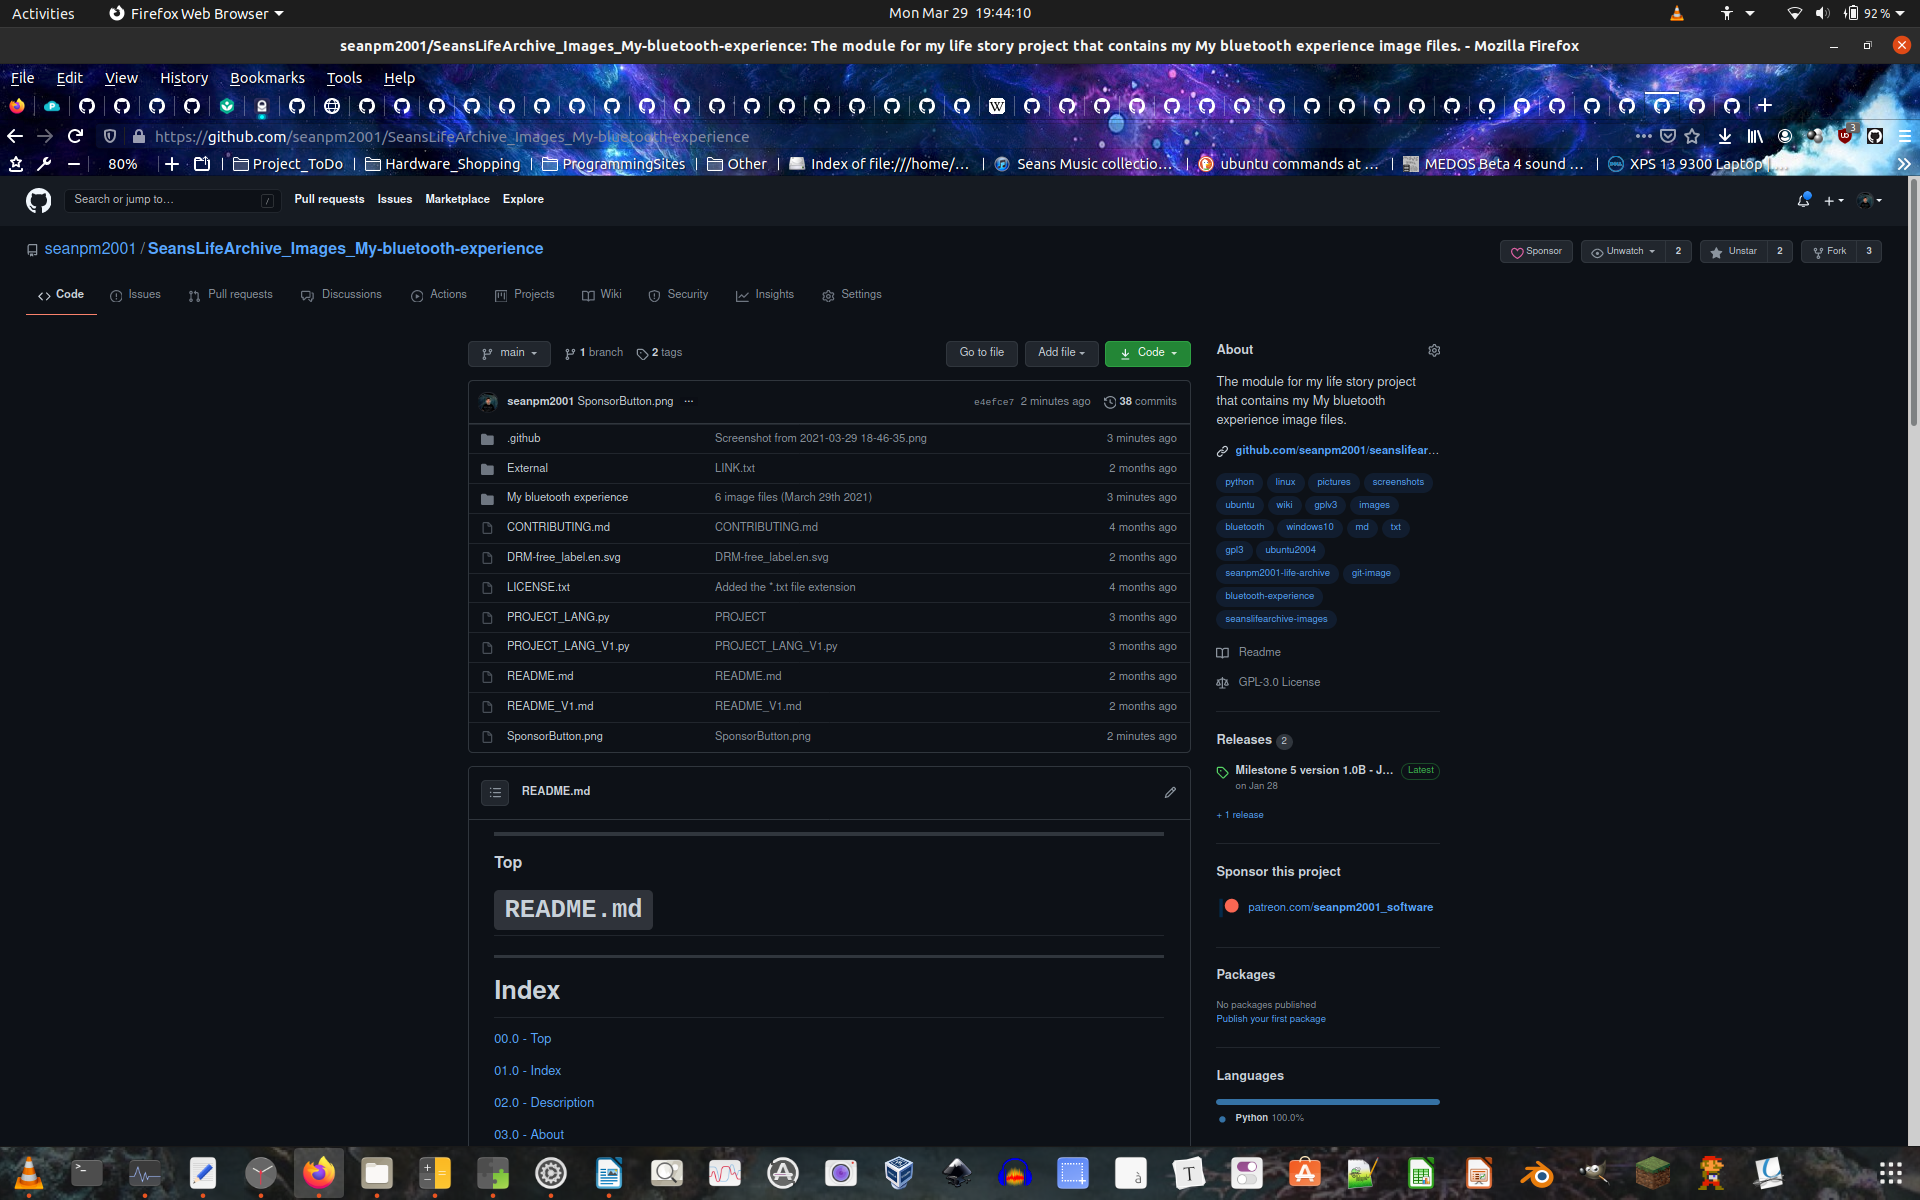 Activities Firefox Web Browser Mon Mar 29 19:44:10 92 %
seanpm2001/SeansLifeArchive_Images_My-bluetooth-experience: The module for my life story project that contains my My bluetooth experience image files. - Mozilla Firefox
File Edit View History Bookmarks Tools Help
https://github.com/seanpm2001/SeansLifeArchive_Images_My-bluetooth-experience 3
80% Project_ToDo Hardware_Shopping ProgrammingSites Other Index of file:///home/... Seans Music collectio... ubuntu commands at ... MEDOS Beta 4 sound ... XPS 13 9300 Laptop
Search or jump to... / Pull requests Issues Marketplace Explore
seanpm2001 / SeansLifeArchive_Images_My-bluetooth-experience Sponsor Unwatch 2 Unstar 2 Fork 3
Code Issues Pull requests Discussions Actions Projects Wiki Security Insights Settings
main 1 branch 2 tags Go to file Add file Code
seanpm2001 SponsorButton.png ... e4efce7 2 minutes ago 38 commits
.github Screenshot from 2021-03-29 18-46-35.png 3 minutes ago
External LINK.txt 2 months ago
My bluetooth experience 6 image files (March 29th 2021) 3 minutes ago
CONTRIBUTING.md CONTRIBUTING.md 4 months ago
DRM-free_label.en.svg DRM-free_label.en.svg 2 months ago
LICENSE.txt Added the *.txt file extension 4 months ago
PROJECT_LANG.py PROJECT 3 months ago
PROJECT_LANG_V1.py PROJECT_LANG_V1.py 3 months ago
README.md README.md 2 months ago
README_V1.md README_V1.md 2 months ago
SponsorButton.png SponsorButton.png 2 minutes ago
README.md
Top
README.md
Index
00.0 - Top
01.0 - Index
02.0 - Description
03.0 - About
About
The module for my life story project
that contains my My bluetooth
experience image files.
github.com/seanpm2001/seanslifear...
python linux pictures screenshots
ubuntu wiki gplv3 images
bluetooth windows10 md txt
gpl3 ubuntu2004
seanpm2001-life-archive git-image
bluetooth-experience
seanslifearchive-images
Readme
GPL-3.0 License
Releases 2
Milestone 5 version 1.0B - J... Latest
on Jan 28
+ 1 release
Sponsor this project
patreon.com/seanpm2001_software
Packages
No packages published
Publish your first package
Languages
Python 100.0%